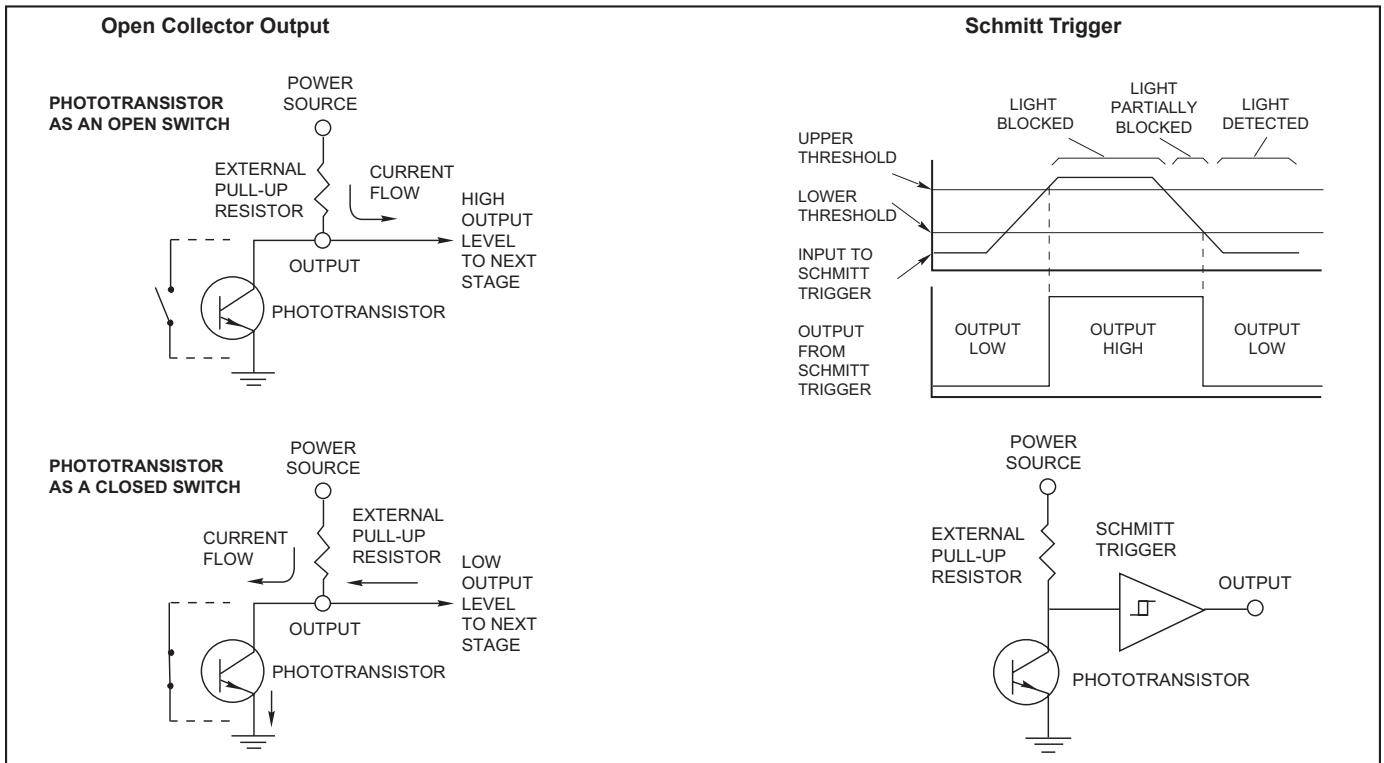 Open Collector Output
PHOTOTRANSISTOR
AS AN OPEN SWITCH
POWER
SOURCE
EXTERNAL
PULL-UP
RESISTOR
CURRENT
FLOW
HIGH
OUTPUT
LEVEL
TO NEXT
STAGE
OUTPUT
PHOTOTRANSISTOR
PHOTOTRANSISTOR
AS A CLOSED SWITCH
POWER
SOURCE
CURRENT
FLOW
EXTERNAL
PULL-UP
RESISTOR
LOW
OUTPUT
LEVEL
TO NEXT
STAGE
OUTPUT
PHOTOTRANSISTOR
Schmitt Trigger
LIGHT
BLOCKED
LIGHT
PARTIALLY
BLOCKED
LIGHT
DETECTED
UPPER
THRESHOLD
LOWER
THRESHOLD
INPUT TO
SCHMITT
TRIGGER
OUTPUT
FROM
SCHMITT
TRIGGER
OUTPUT
LOW
OUTPUT
HIGH
OUTPUT
LOW
POWER
SOURCE
EXTERNAL
PULL-UP
RESISTOR
SCHMITT
TRIGGER
OUTPUT
PHOTOTRANSISTOR